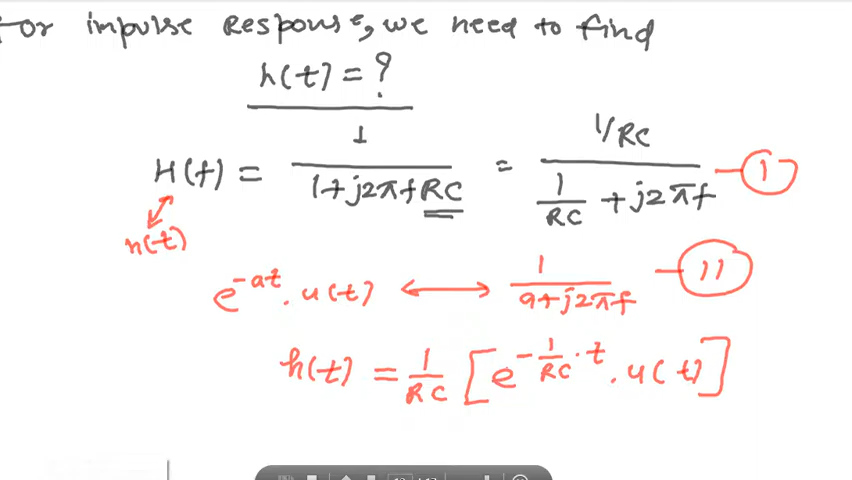 For impulse Response, we need to find
h(t) = ?
H(f) = 1 / (1+j2πfRC) = (1/RC) / (1/RC + j2πf) — (1)
h(t)
e^{-at}. u(t) ⟷ 1 / (a+j2πf) — (11)
h(t) = 1/RC [e^{-1/RC · t}. u(t)]